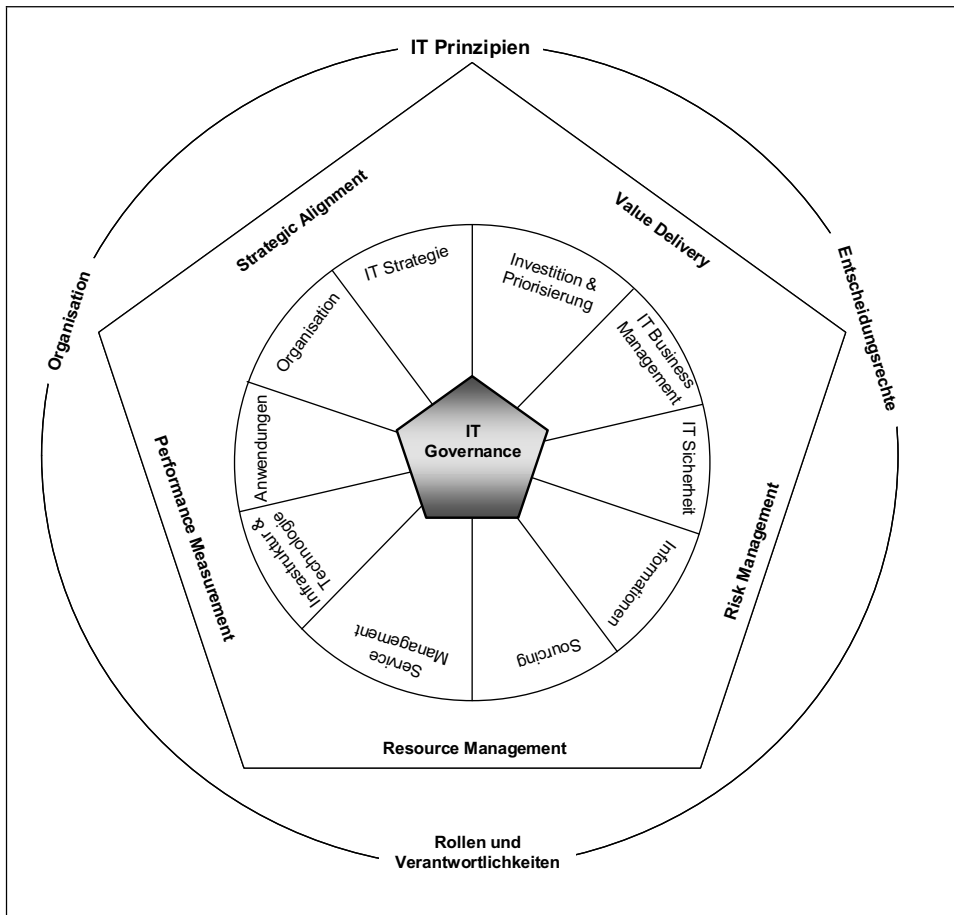 IT Prinzipien
Strategic Alignment
Value Delivery
Organisation
Entscheidungsrechte
IT Strategie
Investition &
Priorisierung
Organisation
IT Business
Management
Anwendungen
IT
Governance
IT Sicherheit
Performance Measurement
Infrastruktur &
Technologie
Informationen
Risk Management
Service
Management
Sourcing
Resource Management
Rollen und
Verantwortlichkeiten